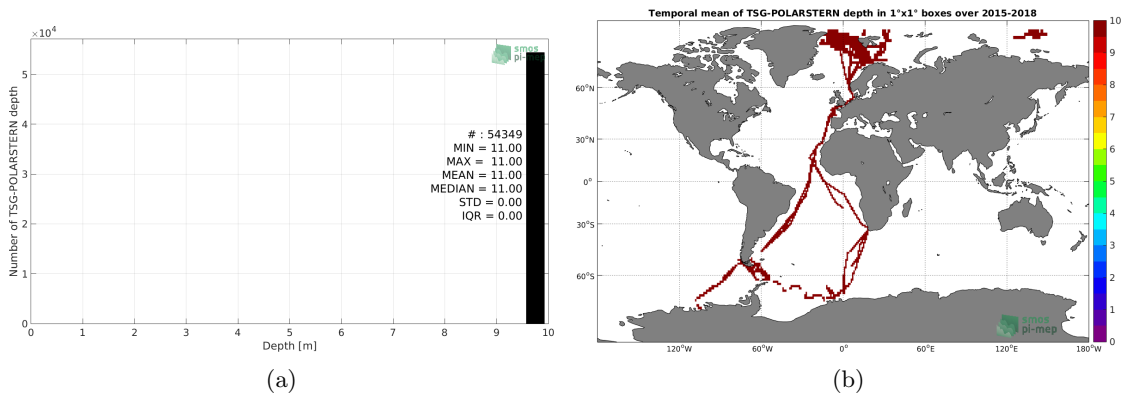 ×10⁴
5
4
3
2
1
0
Number of TSG-POLARSTERN depth
smos
pi-mep
# : 54349
MIN = 11.00
MAX = 11.00
MEAN = 11.00
MEDIAN = 11.00
STD = 0.00
IQR = 0.00
0 1 2 3 4 5 6 7 8 9 10
Depth [m]
(a)
Temporal mean of TSG-POLARSTERN depth in 1°x1° boxes over 2015-2018
60°N
30°N
0°
30°S
60°S
120°W 60°W 0° 60°E 120°E 180°W
smos
pi-mep
10
9
8
7
6
5
4
3
2
1
0
(b)